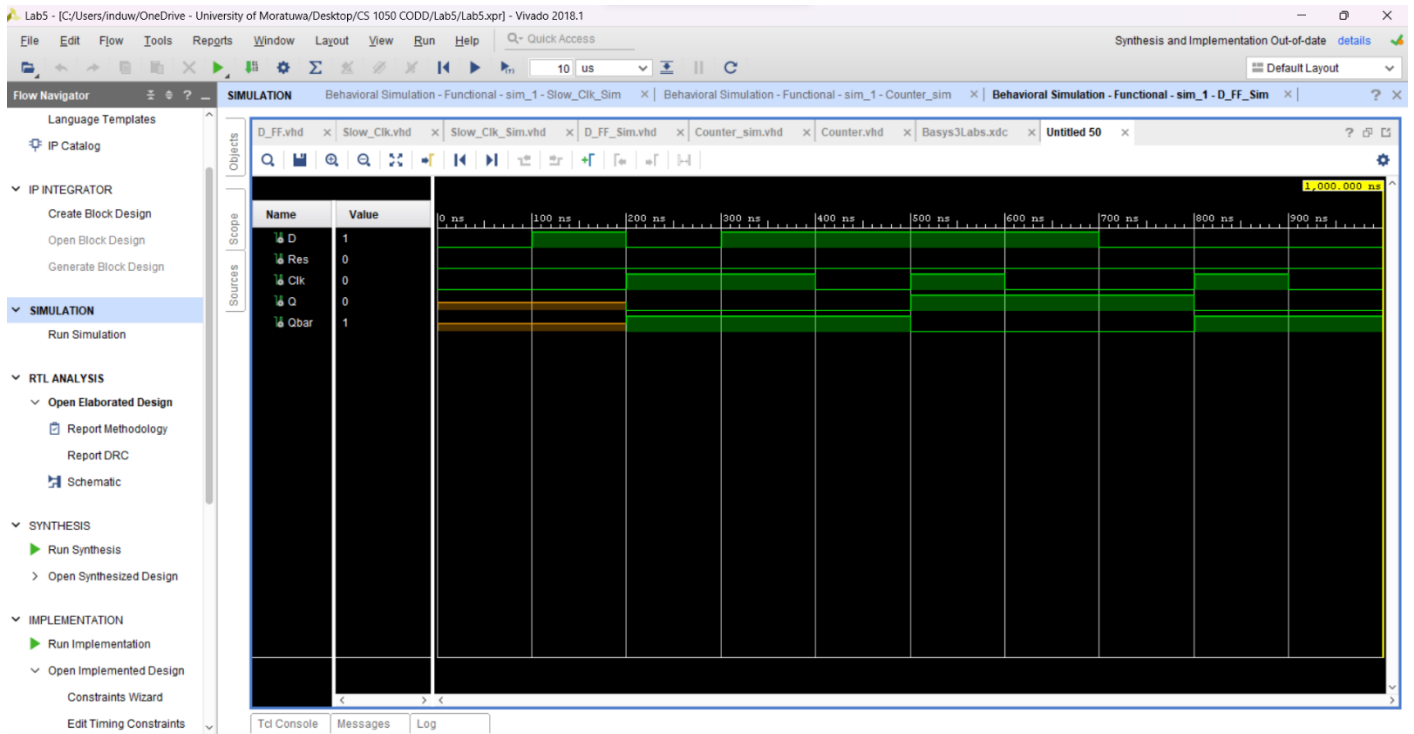 Lab5 - [C:/Users/induw/OneDrive - University of Moratuwa/Desktop/CS 1050 CODD/Lab5/Lab5.xpr] - Vivado 2018.1
File Edit Flow Tools Reports Window Layout View Run Help Quick Access
Synthesis and Implementation Out-of-date details
10 us
Default Layout
Flow Navigator
SIMULATION Behavioral Simulation - Functional - sim_1 - Slow_Clk_Sim Behavioral Simulation - Functional - sim_1 - Counter_sim Behavioral Simulation - Functional - sim_1 - D_FF_Sim
Language Templates
IP Catalog
IP INTEGRATOR
Create Block Design
Open Block Design
Generate Block Design
SIMULATION
Run Simulation
RTL ANALYSIS
Open Elaborated Design
Report Methodology
Report DRC
Schematic
SYNTHESIS
Run Synthesis
Open Synthesized Design
IMPLEMENTATION
Run Implementation
Open Implemented Design
Constraints Wizard
Edit Timing Constraints
Objects
Scope
Sources
D_FF.vhd Slow_Clk.vhd Slow_Clk_Sim.vhd D_FF_Sim.vhd Counter_sim.vhd Counter.vhd Basys3Labs.xdc Untitled 50
1,000.000 ns
Name Value
0 ns 100 ns 200 ns 300 ns 400 ns 500 ns 600 ns 700 ns 800 ns 900 ns
D 1
Res 0
Clk 0
Q 0
Qbar 1
Tcl Console Messages Log